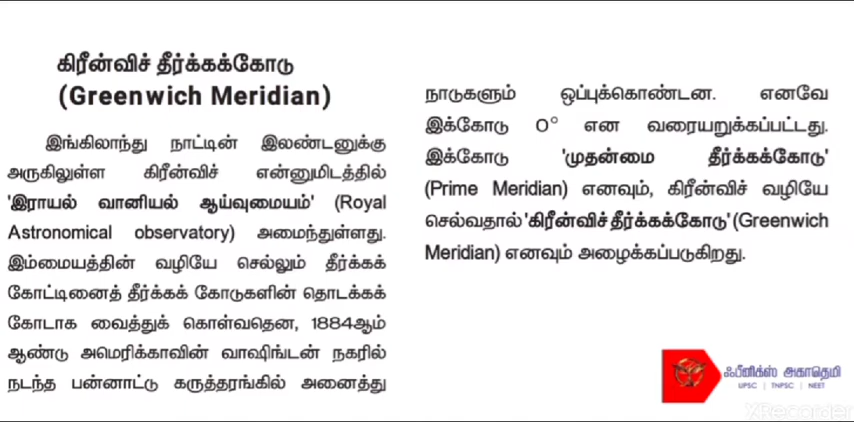 கிரீன்விச் தீர்க்கக்கோடு
(Greenwich Meridian)
இங்கிலாந்து நாட்டின் இலண்டனுக்கு
அருகிலுள்ள கிரீன்விச் என்னுமிடத்தில்
'இராயல் வானியல் ஆய்வுமையம்' (Royal
Astronomical observatory) அமைந்துள்ளது.
இம்மையத்தின் வழியே செல்லும் தீர்க்கக்
கோட்டினைத் தீர்க்கக் கோடுகளின் தொடக்கக்
கோடாக வைத்துக் கொள்வதென, 1884ஆம்
ஆண்டு அமெரிக்காவின் வாஷிங்டன் நகரில்
நடந்த பன்னாட்டு கருத்தரங்கில் அனைத்து
நாடுகளும் ஒப்புக்கொண்டன. எனவே
இக்கோடு 0° என வரையறுக்கப்பட்டது.
இக்கோடு 'முதன்மை தீர்க்கக்கோடு'
(Prime Meridian) எனவும், கிரீன்விச் வழியே
செல்வதால் 'கிரீன்விச்தீர்க்கக்கோடு' (Greenwich
Meridian) எனவும் அழைக்கப்படுகிறது.
ஃபீனிக்ஸ் அகாதெமி
UPSC | TNPSC | NEET
XRecorder